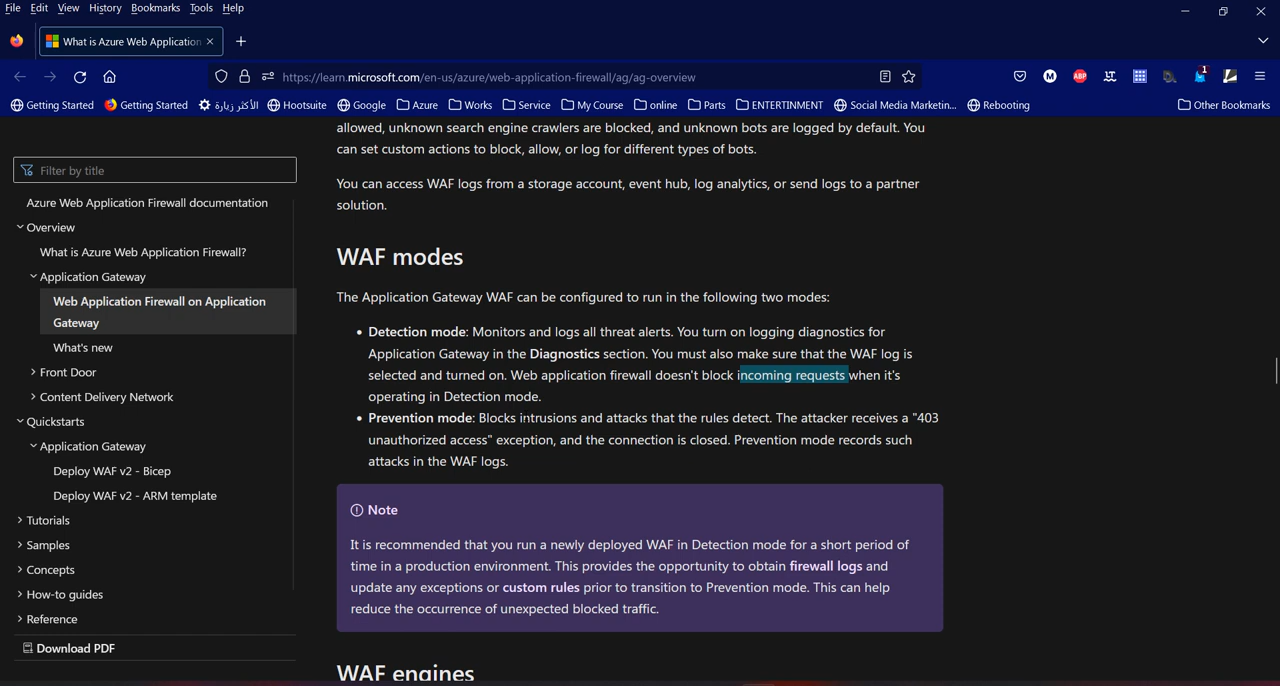 File Edit View History Bookmarks Tools Help
What is Azure Web Application
https://learn.microsoft.com/en-us/azure/web-application-firewall/ag/ag-overview
M ABP 1
Getting Started Getting Started الأكثر زيارة Hootsuite Google Azure Works Service My Course online Parts ENTERTINMENT Social Media Marketin... Rebooting Other Bookmarks
Filter by title
Azure Web Application Firewall documentation
Overview
What is Azure Web Application Firewall?
Application Gateway
Web Application Firewall on Application
Gateway
What's new
Front Door
Content Delivery Network
Quickstarts
Application Gateway
Deploy WAF v2 - Bicep
Deploy WAF v2 - ARM template
Tutorials
Samples
Concepts
How-to guides
Reference
Download PDF
allowed, unknown search engine crawlers are blocked, and unknown bots are logged by default. You
can set custom actions to block, allow, or log for different types of bots.
You can access WAF logs from a storage account, event hub, log analytics, or send logs to a partner
solution.
WAF modes
The Application Gateway WAF can be configured to run in the following two modes:
• Detection mode: Monitors and logs all threat alerts. You turn on logging diagnostics for
Application Gateway in the Diagnostics section. You must also make sure that the WAF log is
selected and turned on. Web application firewall doesn't block incoming requests when it's
operating in Detection mode.
• Prevention mode: Blocks intrusions and attacks that the rules detect. The attacker receives a "403
unauthorized access" exception, and the connection is closed. Prevention mode records such
attacks in the WAF logs.
Note
It is recommended that you run a newly deployed WAF in Detection mode for a short period of
time in a production environment. This provides the opportunity to obtain firewall logs and
update any exceptions or custom rules prior to transition to Prevention mode. This can help
reduce the occurrence of unexpected blocked traffic.
WAF engines